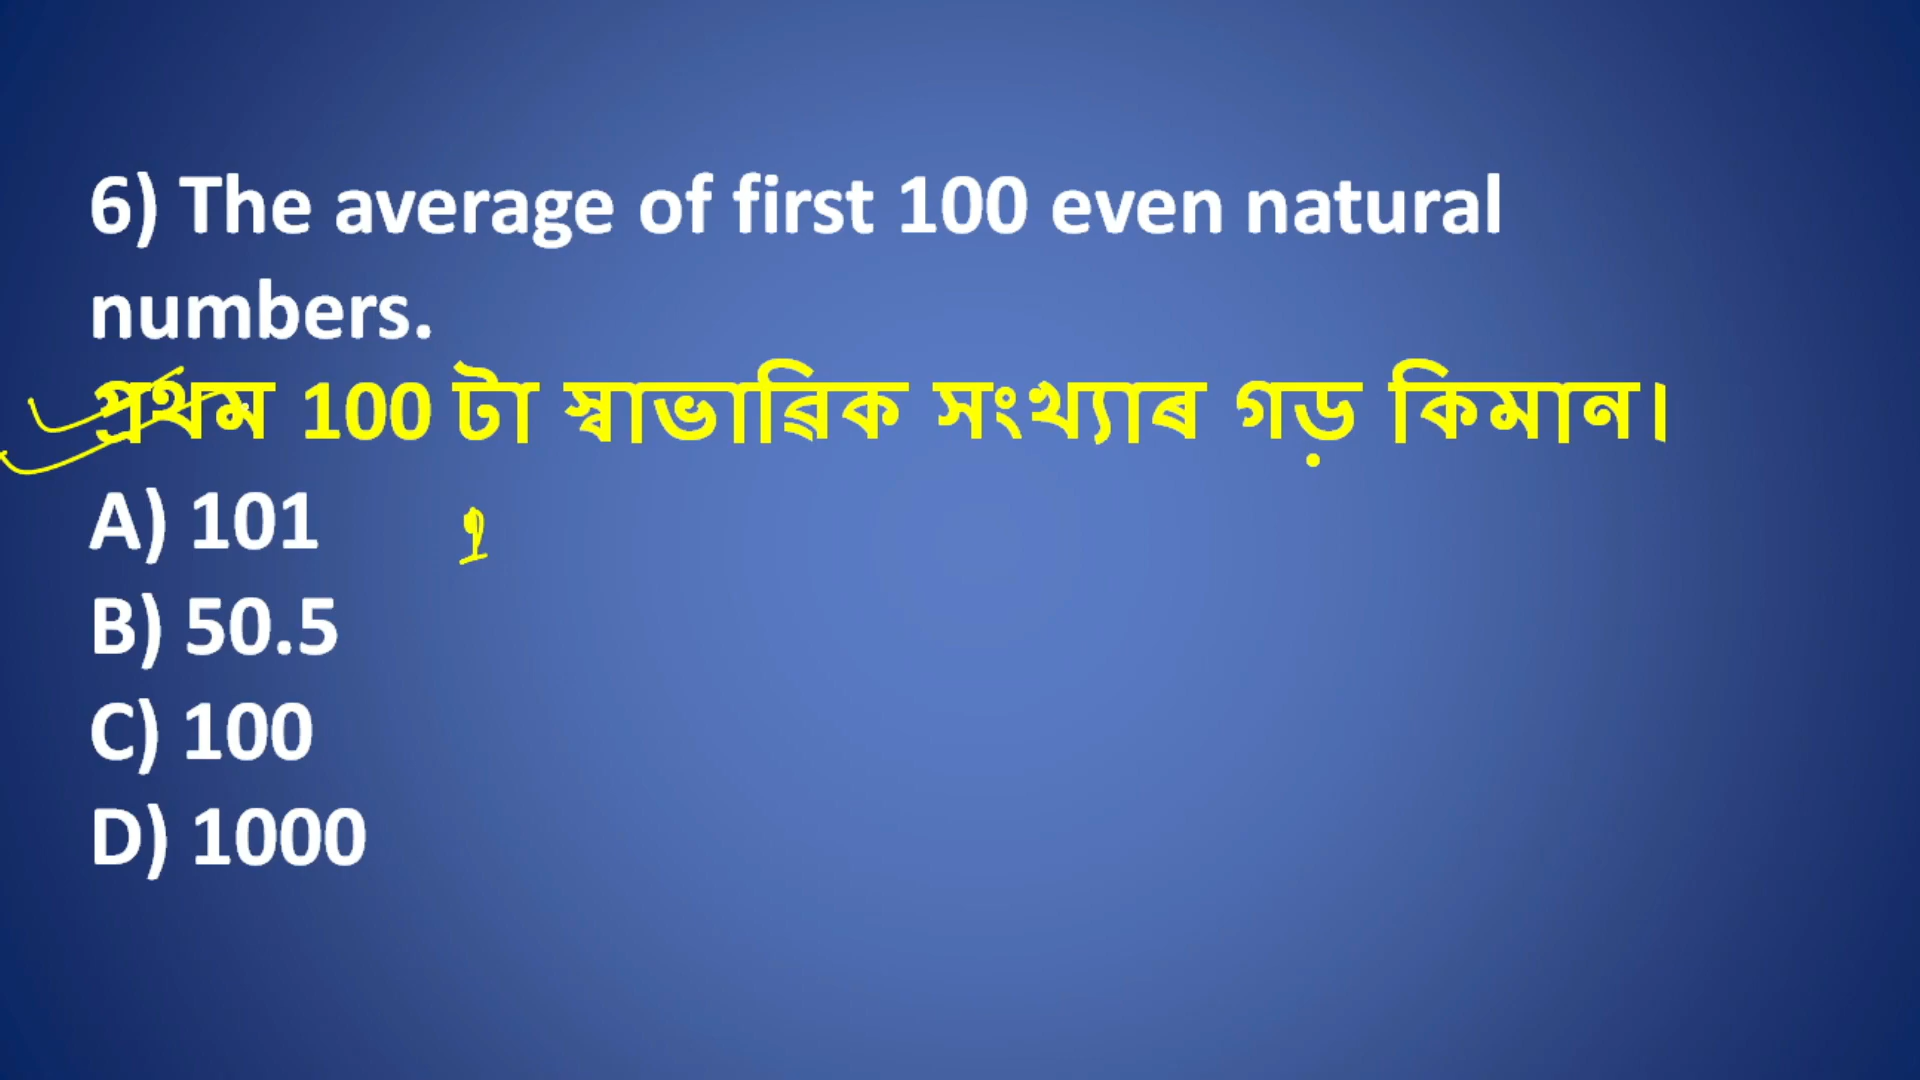 6) The average of first 100 even natural
numbers.
প্ৰথম 100 টা স্বাভাৱিক সংখ্যাৰ গড় কিমান।
A) 101
B) 50.5
C) 100
D) 1000